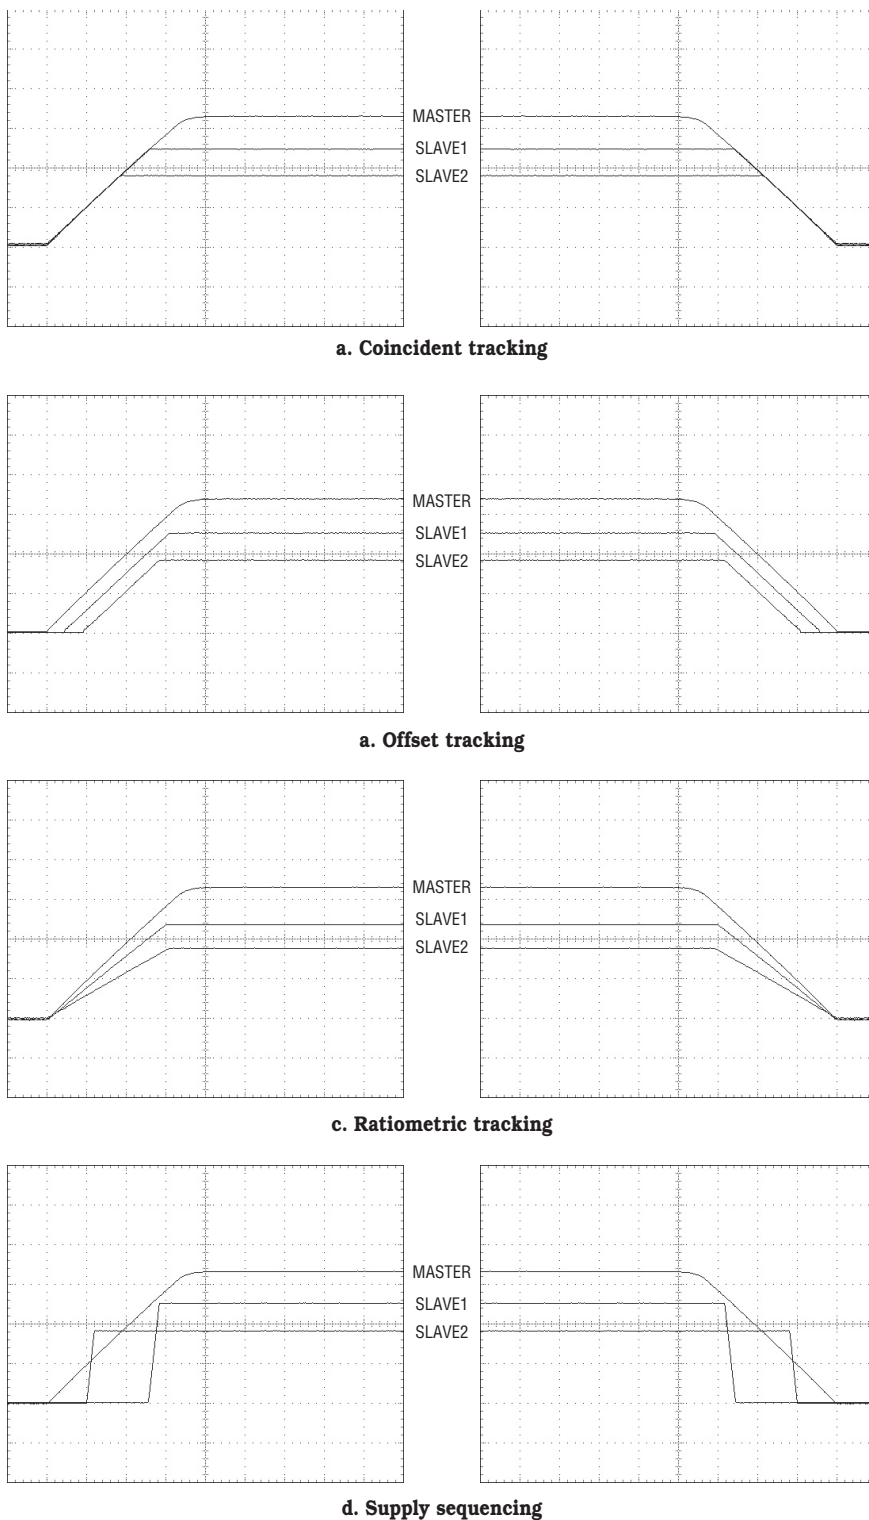 MASTER
SLAVE1
SLAVE2
a. Coincident tracking
MASTER
SLAVE1
SLAVE2
a. Offset tracking
MASTER
SLAVE1
SLAVE2
c. Ratiometric tracking
MASTER
SLAVE1
SLAVE2
d. Supply sequencing